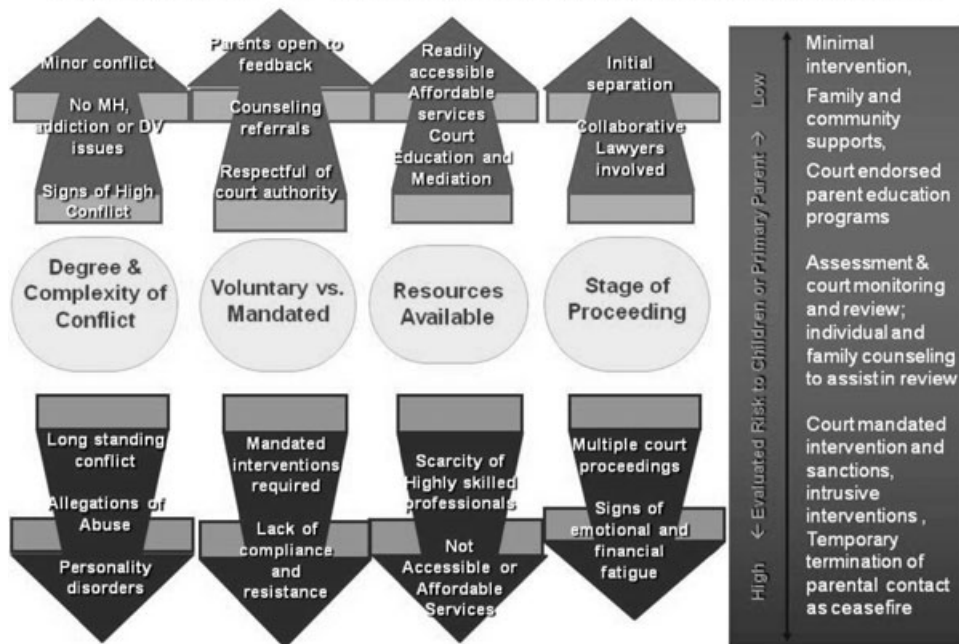 Minor conflict
No MH,
addiction or DV
issues
Signs of High
Conflict
Parents open to
feedback
Counseling
referrals
Respectful of
court authority
Readily
accessible
Affordable
services
Court
Education and
Mediation
Initial
separation
Collaborative
Lawyers
involved
Degree &
Complexity of
Conflict
Voluntary vs.
Mandated
Resources
Available
Stage of
Proceeding
Long standing
conflict
Allegations of
Abuse
Personality
disorders
Mandated
interventions
required
Lack of
compliance
and
resistance
Scarcity of
Highly skilled
professionals
Not
Accessible or
Affordable
Services
Multiple court
proceedings
Signs of
emotional and
financial
fatigue
High ← Evaluated Risk to Children or Primary Parent → Low
Minimal
intervention,
Family and
community
supports,
Court endorsed
parent education
programs
Assessment &
court monitoring
and review;
individual and
family counseling
to assist in review
Court mandated
intervention and
sanctions,
intrusive
interventions ,
Temporary
termination of
parental contact
as ceasefire